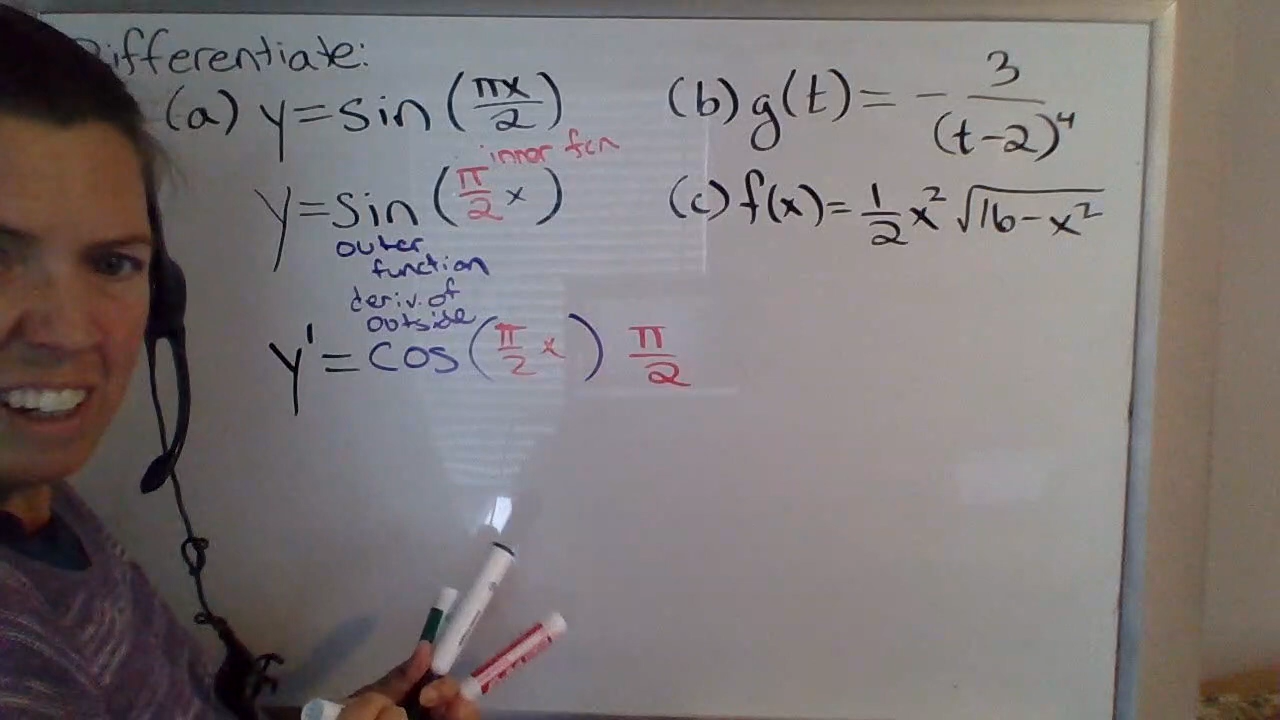 Differentiate:
(a) y = sin (πx/2)
inner fcn
y = sin (π/2 x)
outer
function
deriv. of
outside
y' = cos (π/2 x) π/2
(b) g(t) = - 3/(t-2)^4
(c) f(x) = 1/2 x² √16-x²